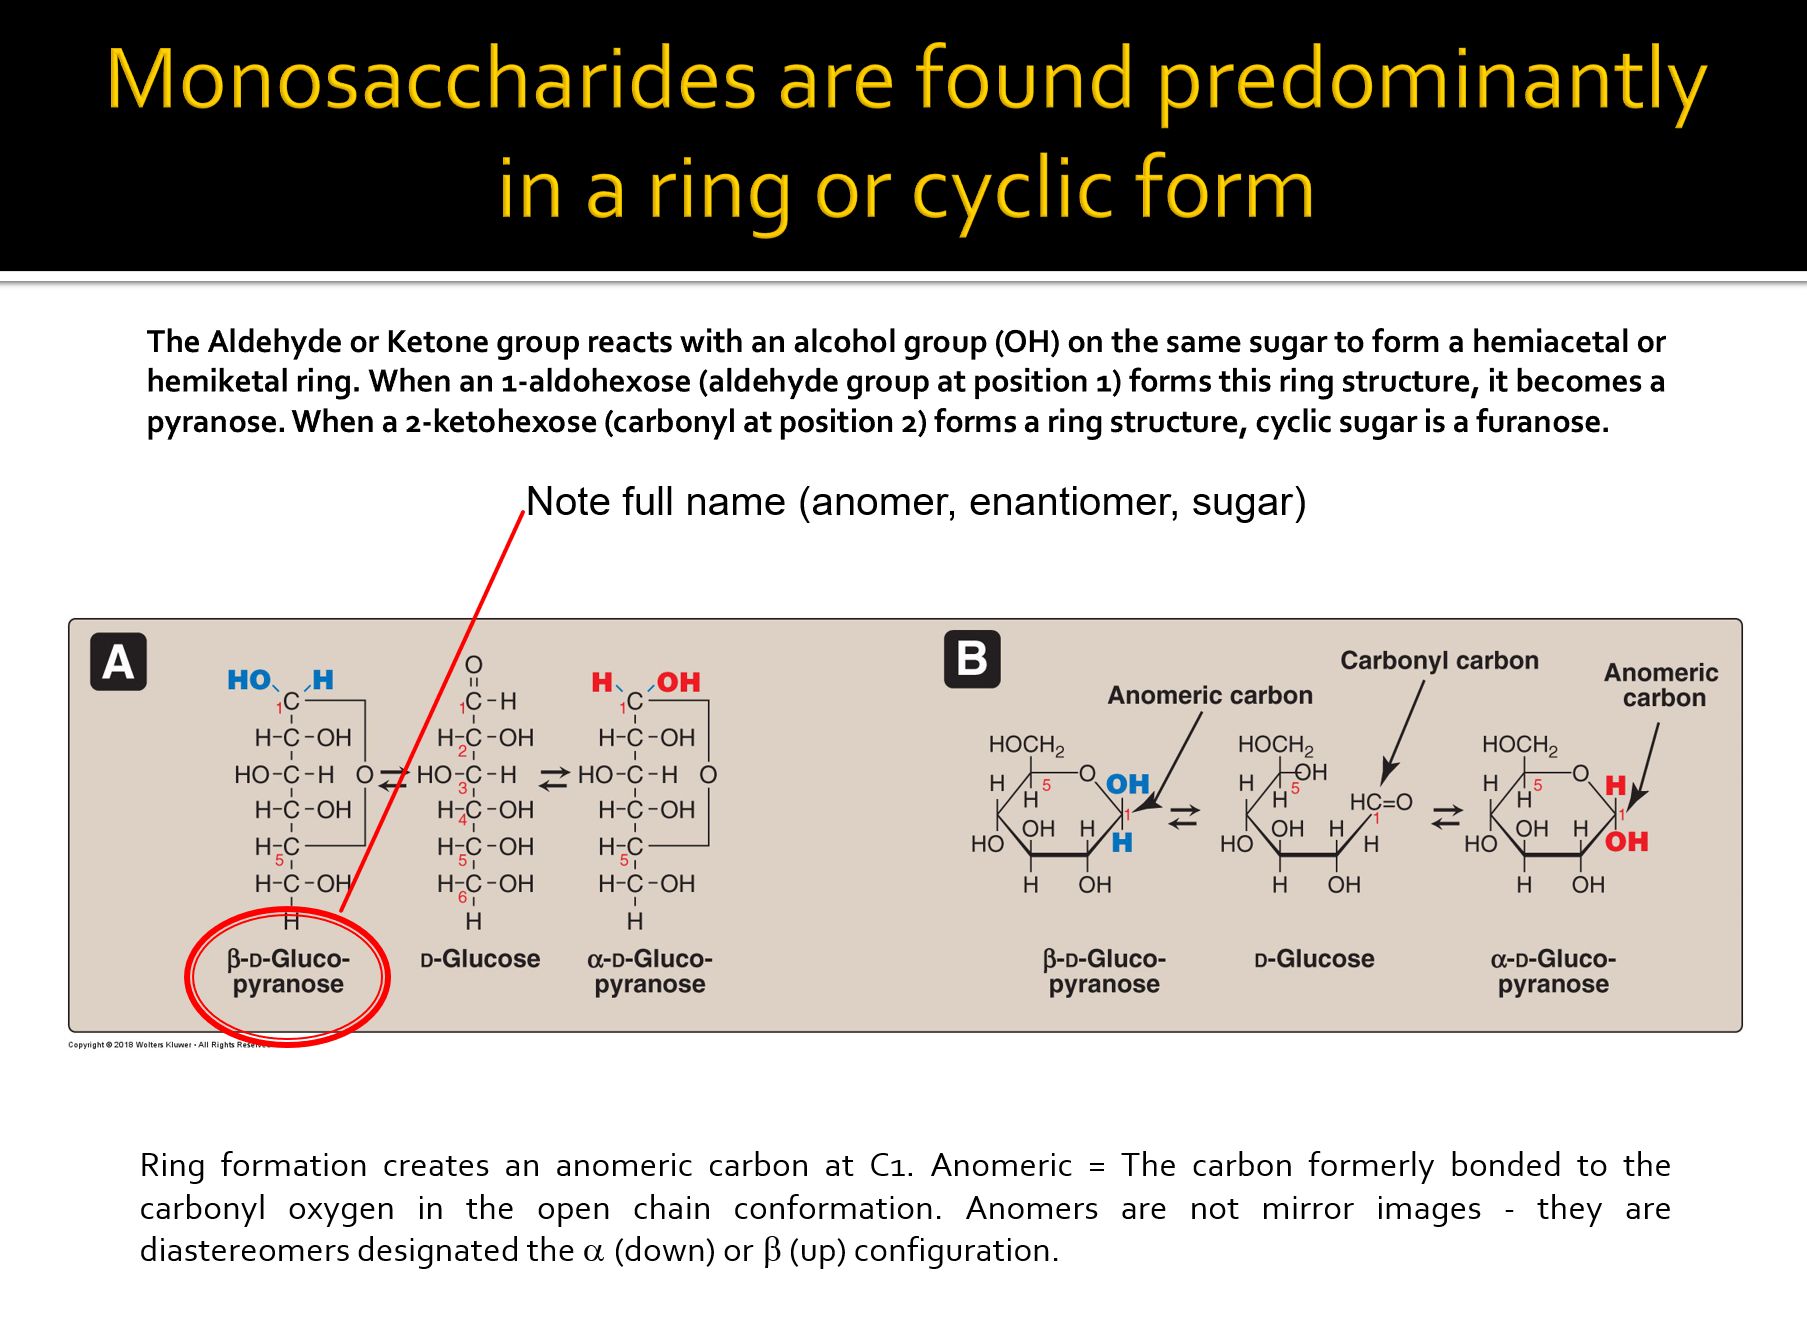 Monosaccharides are found predominantly
in a ring or cyclic form
The Aldehyde or Ketone group reacts with an alcohol group (OH) on the same sugar to form a hemiacetal or
hemiketal ring. When an 1-aldohexose (aldehyde group at position 1) forms this ring structure, it becomes a
pyranose. When a 2-ketohexose (carbonyl at position 2) forms a ring structure, cyclic sugar is a furanose.
Note full name (anomer, enantiomer, sugar)
A
HO H
1C
H-C-OH
HO-C-H O
H-C-OH
H-C
5
H-C-OH
H
β-D-Gluco-
pyranose
O
1C-H
H-C-OH
2
HO-C-H
3
H-C-OH
4
H-C-OH
5
H-C-OH
6
H
D-Glucose
H OH
1C
H-C-OH
HO-C-H O
H-C-OH
H-C
5
H-C-OH
H
α-D-Gluco-
pyranose
B
Anomeric carbon
HOCH2
H 5 O OH
H 1
OH H H
HO
H OH
β-D-Gluco-
pyranose
Carbonyl carbon
HOCH2
H OH
H 5 HC=O
1
OH H
HO H
H OH
D-Glucose
Anomeric
carbon
HOCH2
H 5 O H
H 1
OH H OH
HO
H OH
α-D-Gluco-
pyranose
Copyright © 2018 Wolters Kluwer • All Rights
Ring formation creates an anomeric carbon at C1. Anomeric = The carbon formerly bonded to the
carbonyl oxygen in the open chain conformation. Anomers are not mirror images - they are
diastereomers designated the α (down) or β (up) configuration.